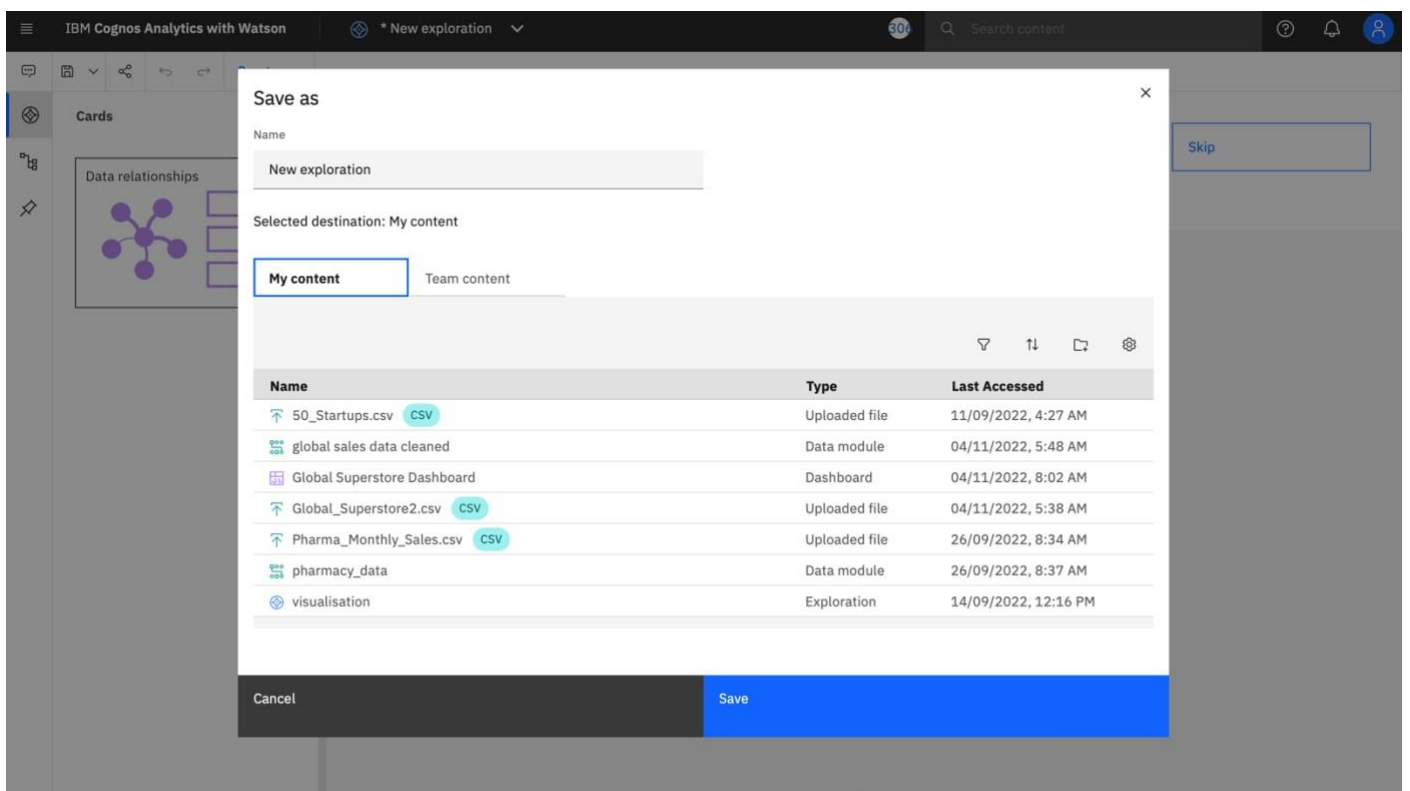 IBM Cognos Analytics with Watson
* New exploration
306
Search content
Cards
Data relationships
Skip
Save as
Name
New exploration
Selected destination: My content
My content Team content
Name Type Last Accessed
50_Startups.csv CSV Uploaded file 11/09/2022, 4:27 AM
global sales data cleaned Data module 04/11/2022, 5:48 AM
Global Superstore Dashboard Dashboard 04/11/2022, 8:02 AM
Global_Superstore2.csv CSV Uploaded file 04/11/2022, 5:38 AM
Pharma_Monthly_Sales.csv CSV Uploaded file 26/09/2022, 8:34 AM
pharmacy_data Data module 26/09/2022, 8:37 AM
visualisation Exploration 14/09/2022, 12:16 PM
Cancel Save